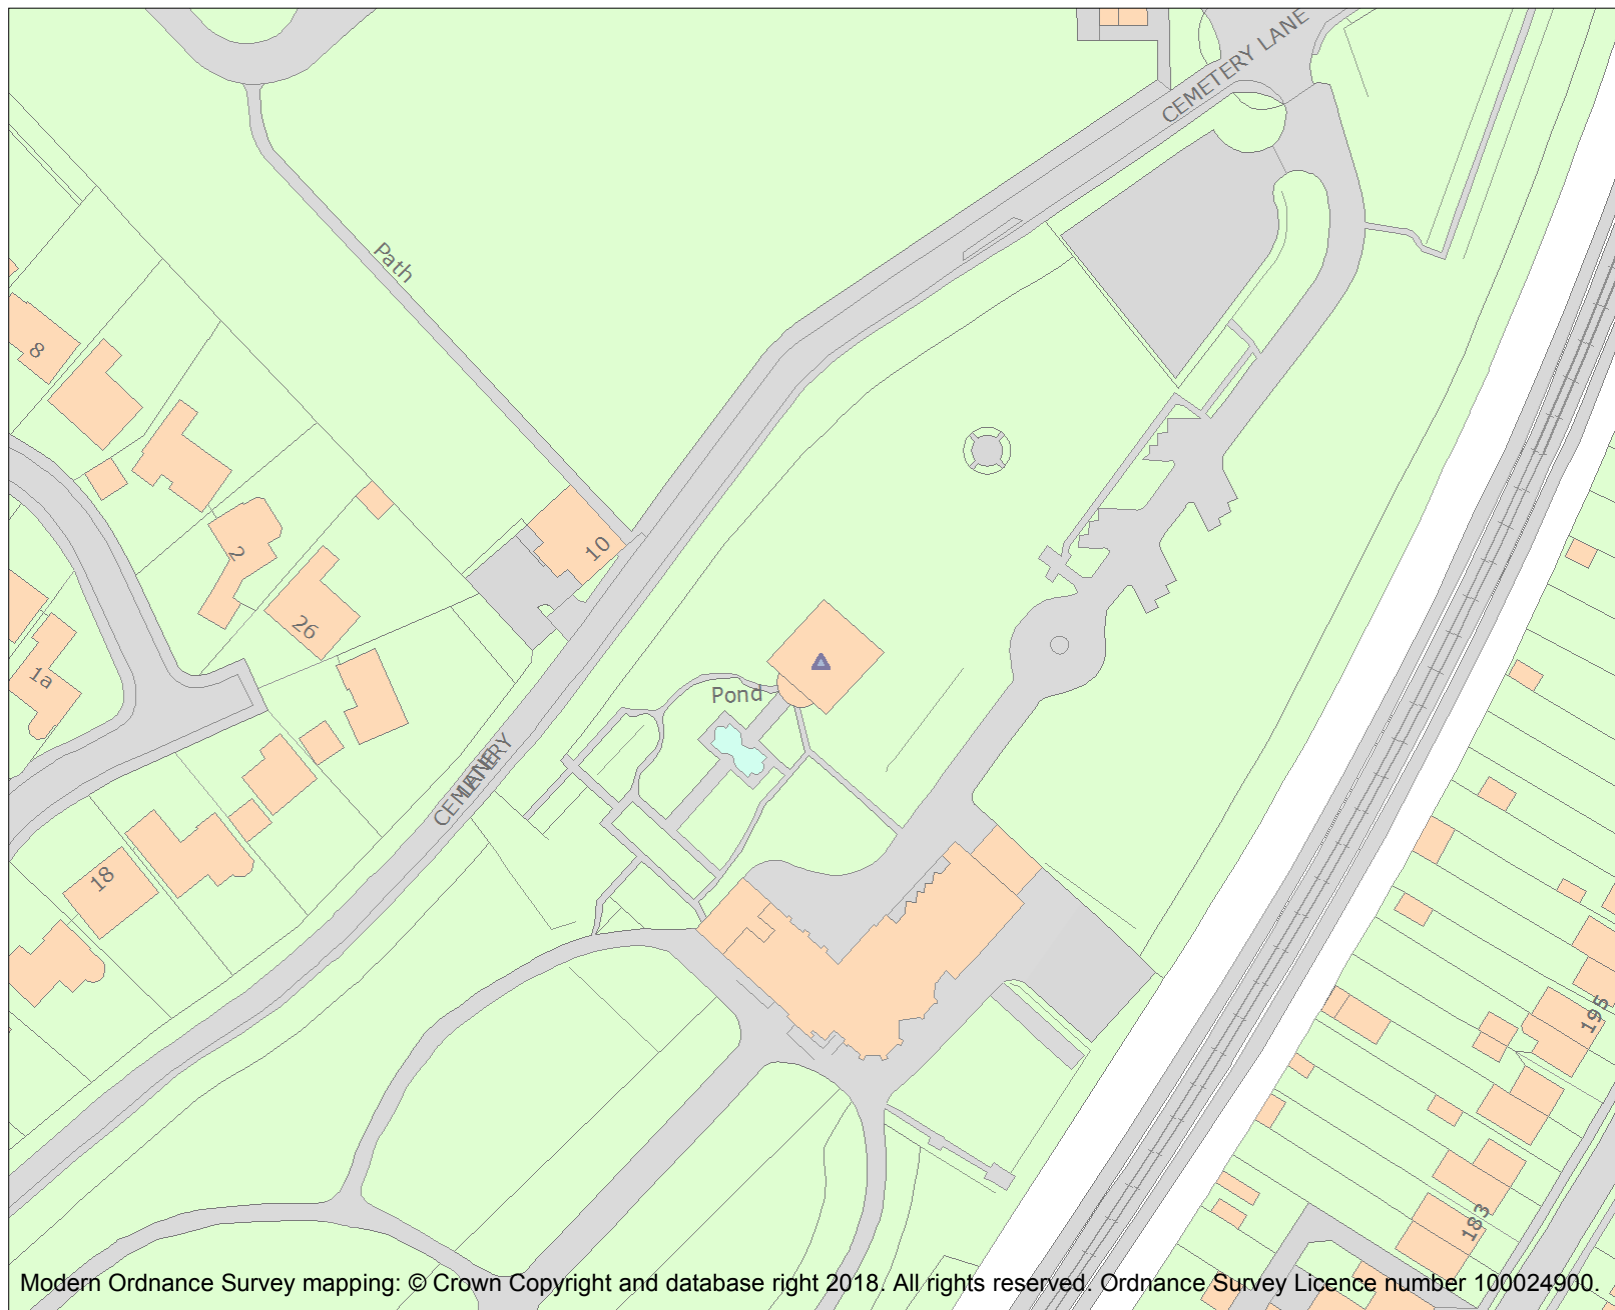 CEMETERY LANE
Path
8
10
2
26
1a
Pond
CEMETERY
LANE
18
195
183
Modern Ordnance Survey mapping: © Crown Copyright and database right 2018. All rights reserved. Ordnance Survey Licence number 100024900.